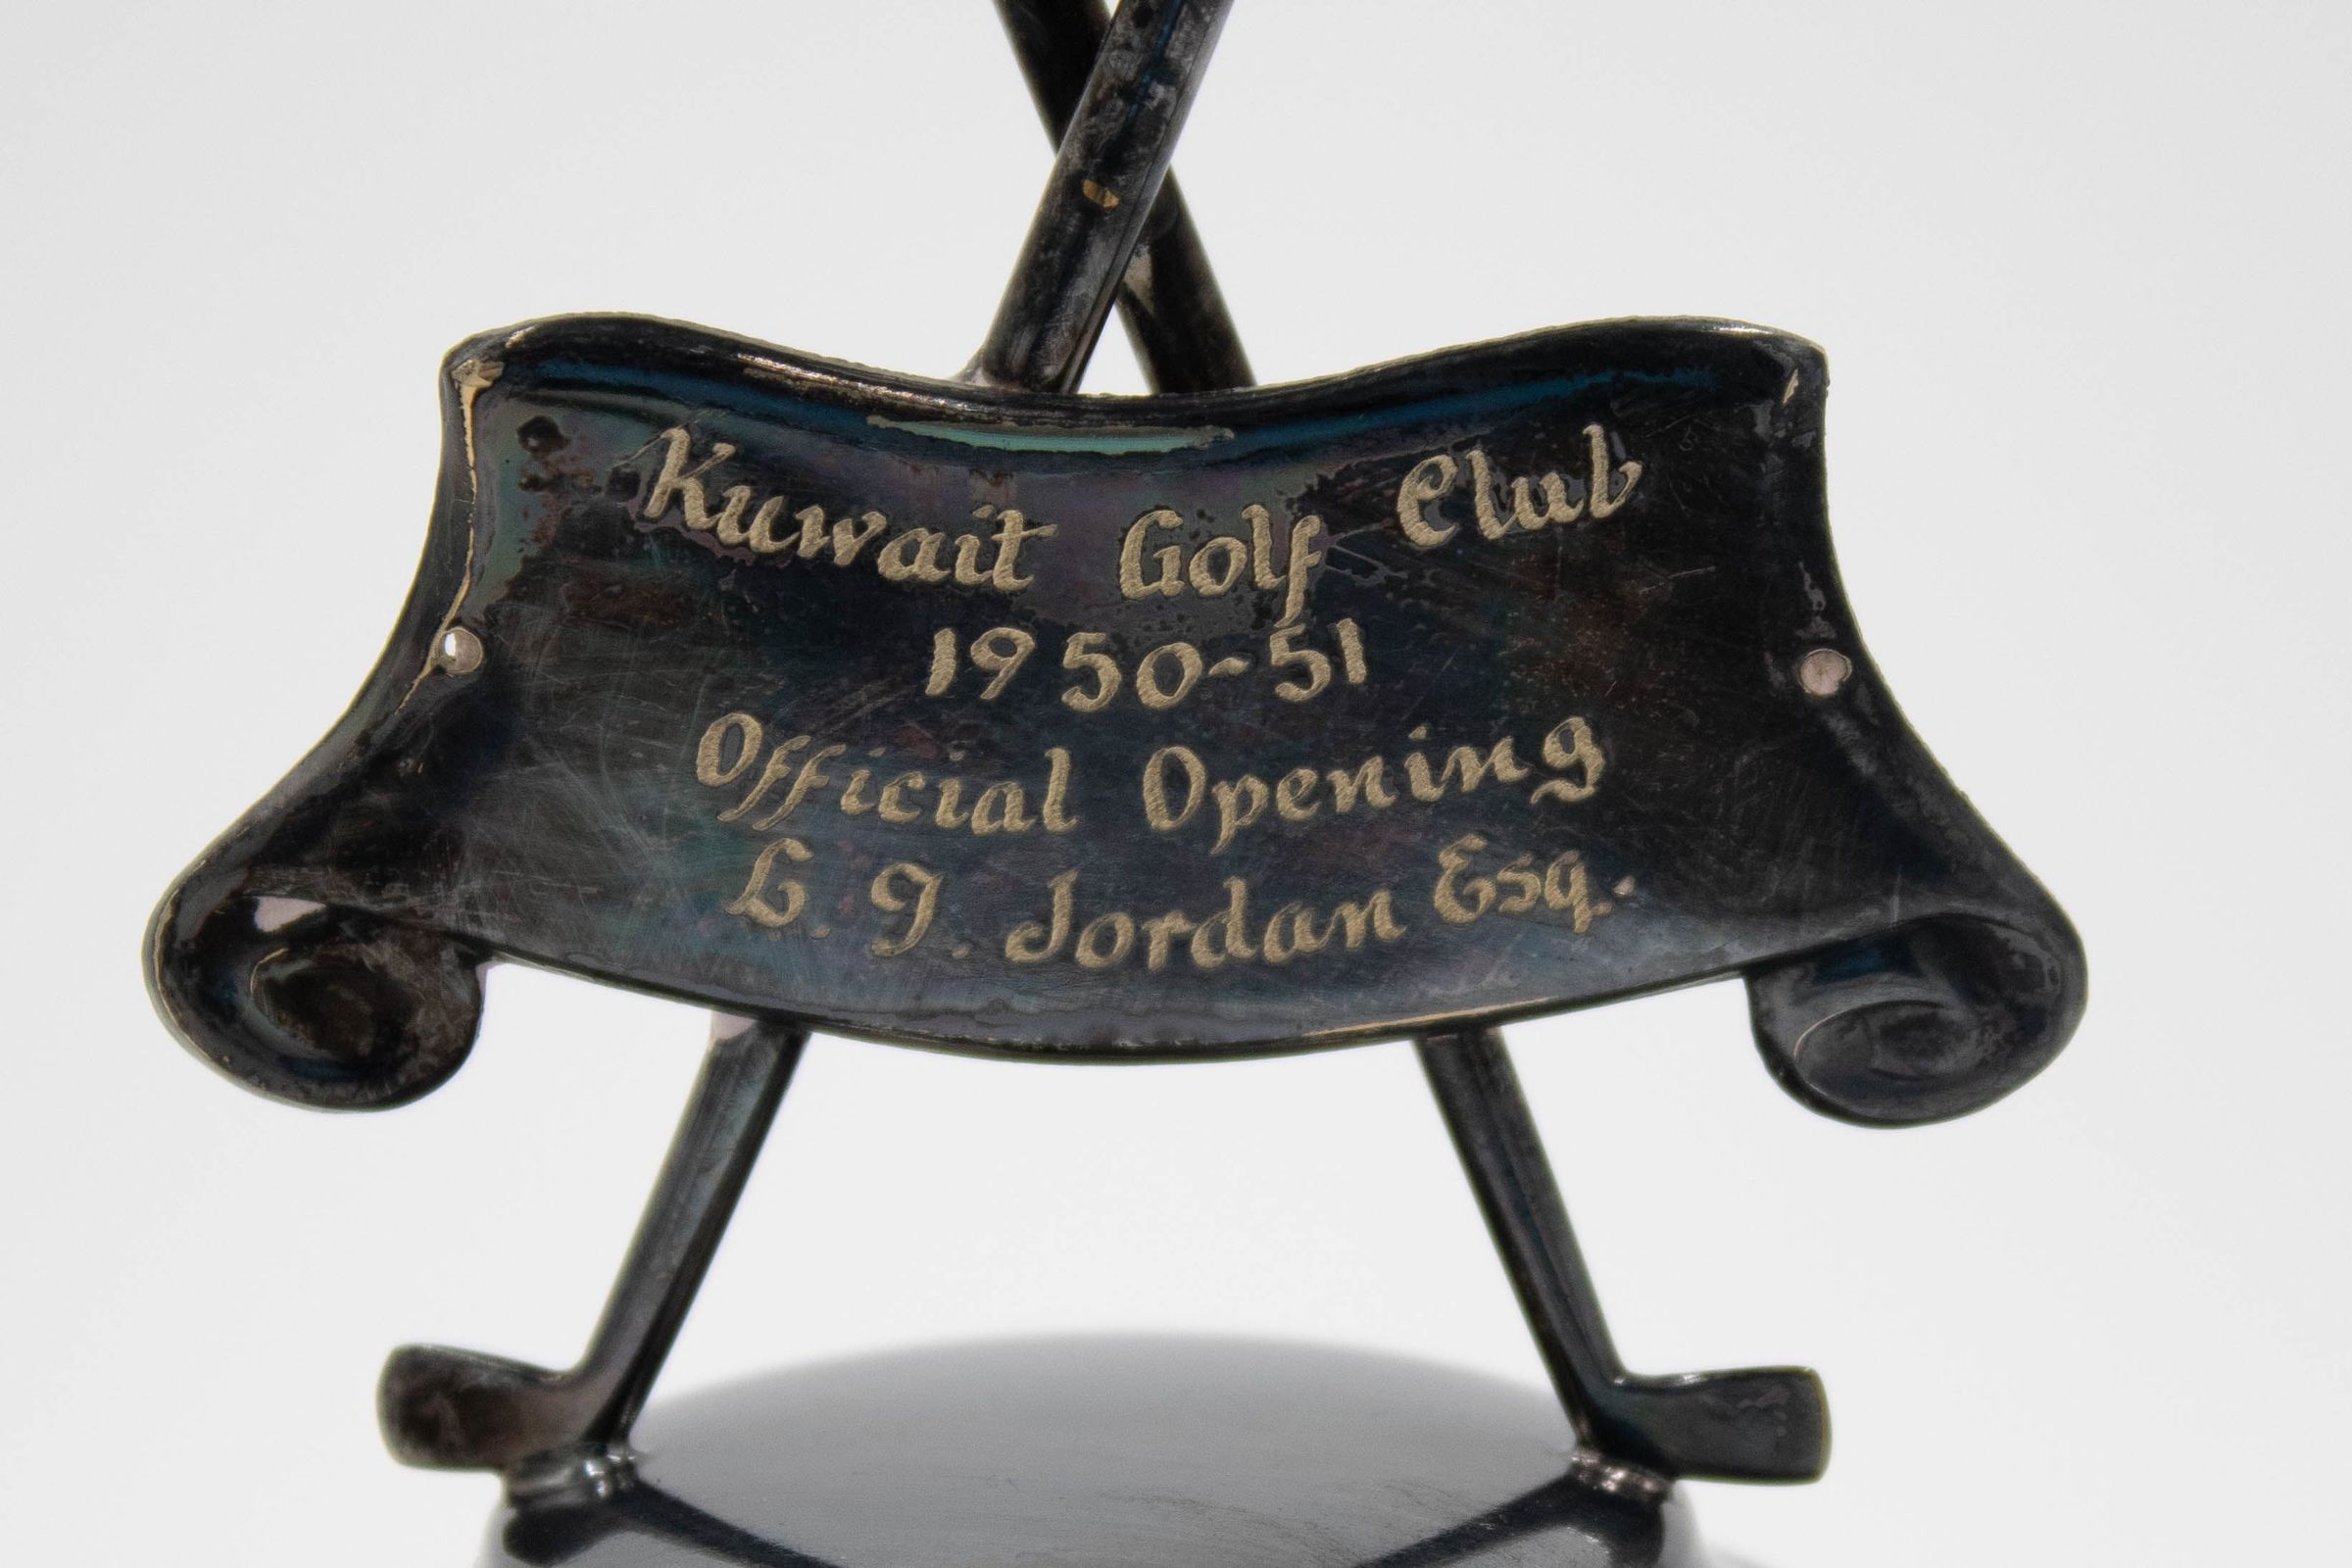 Kuwait Golf Club
1950-51
Official Opening
L. T. Jordan Esq.